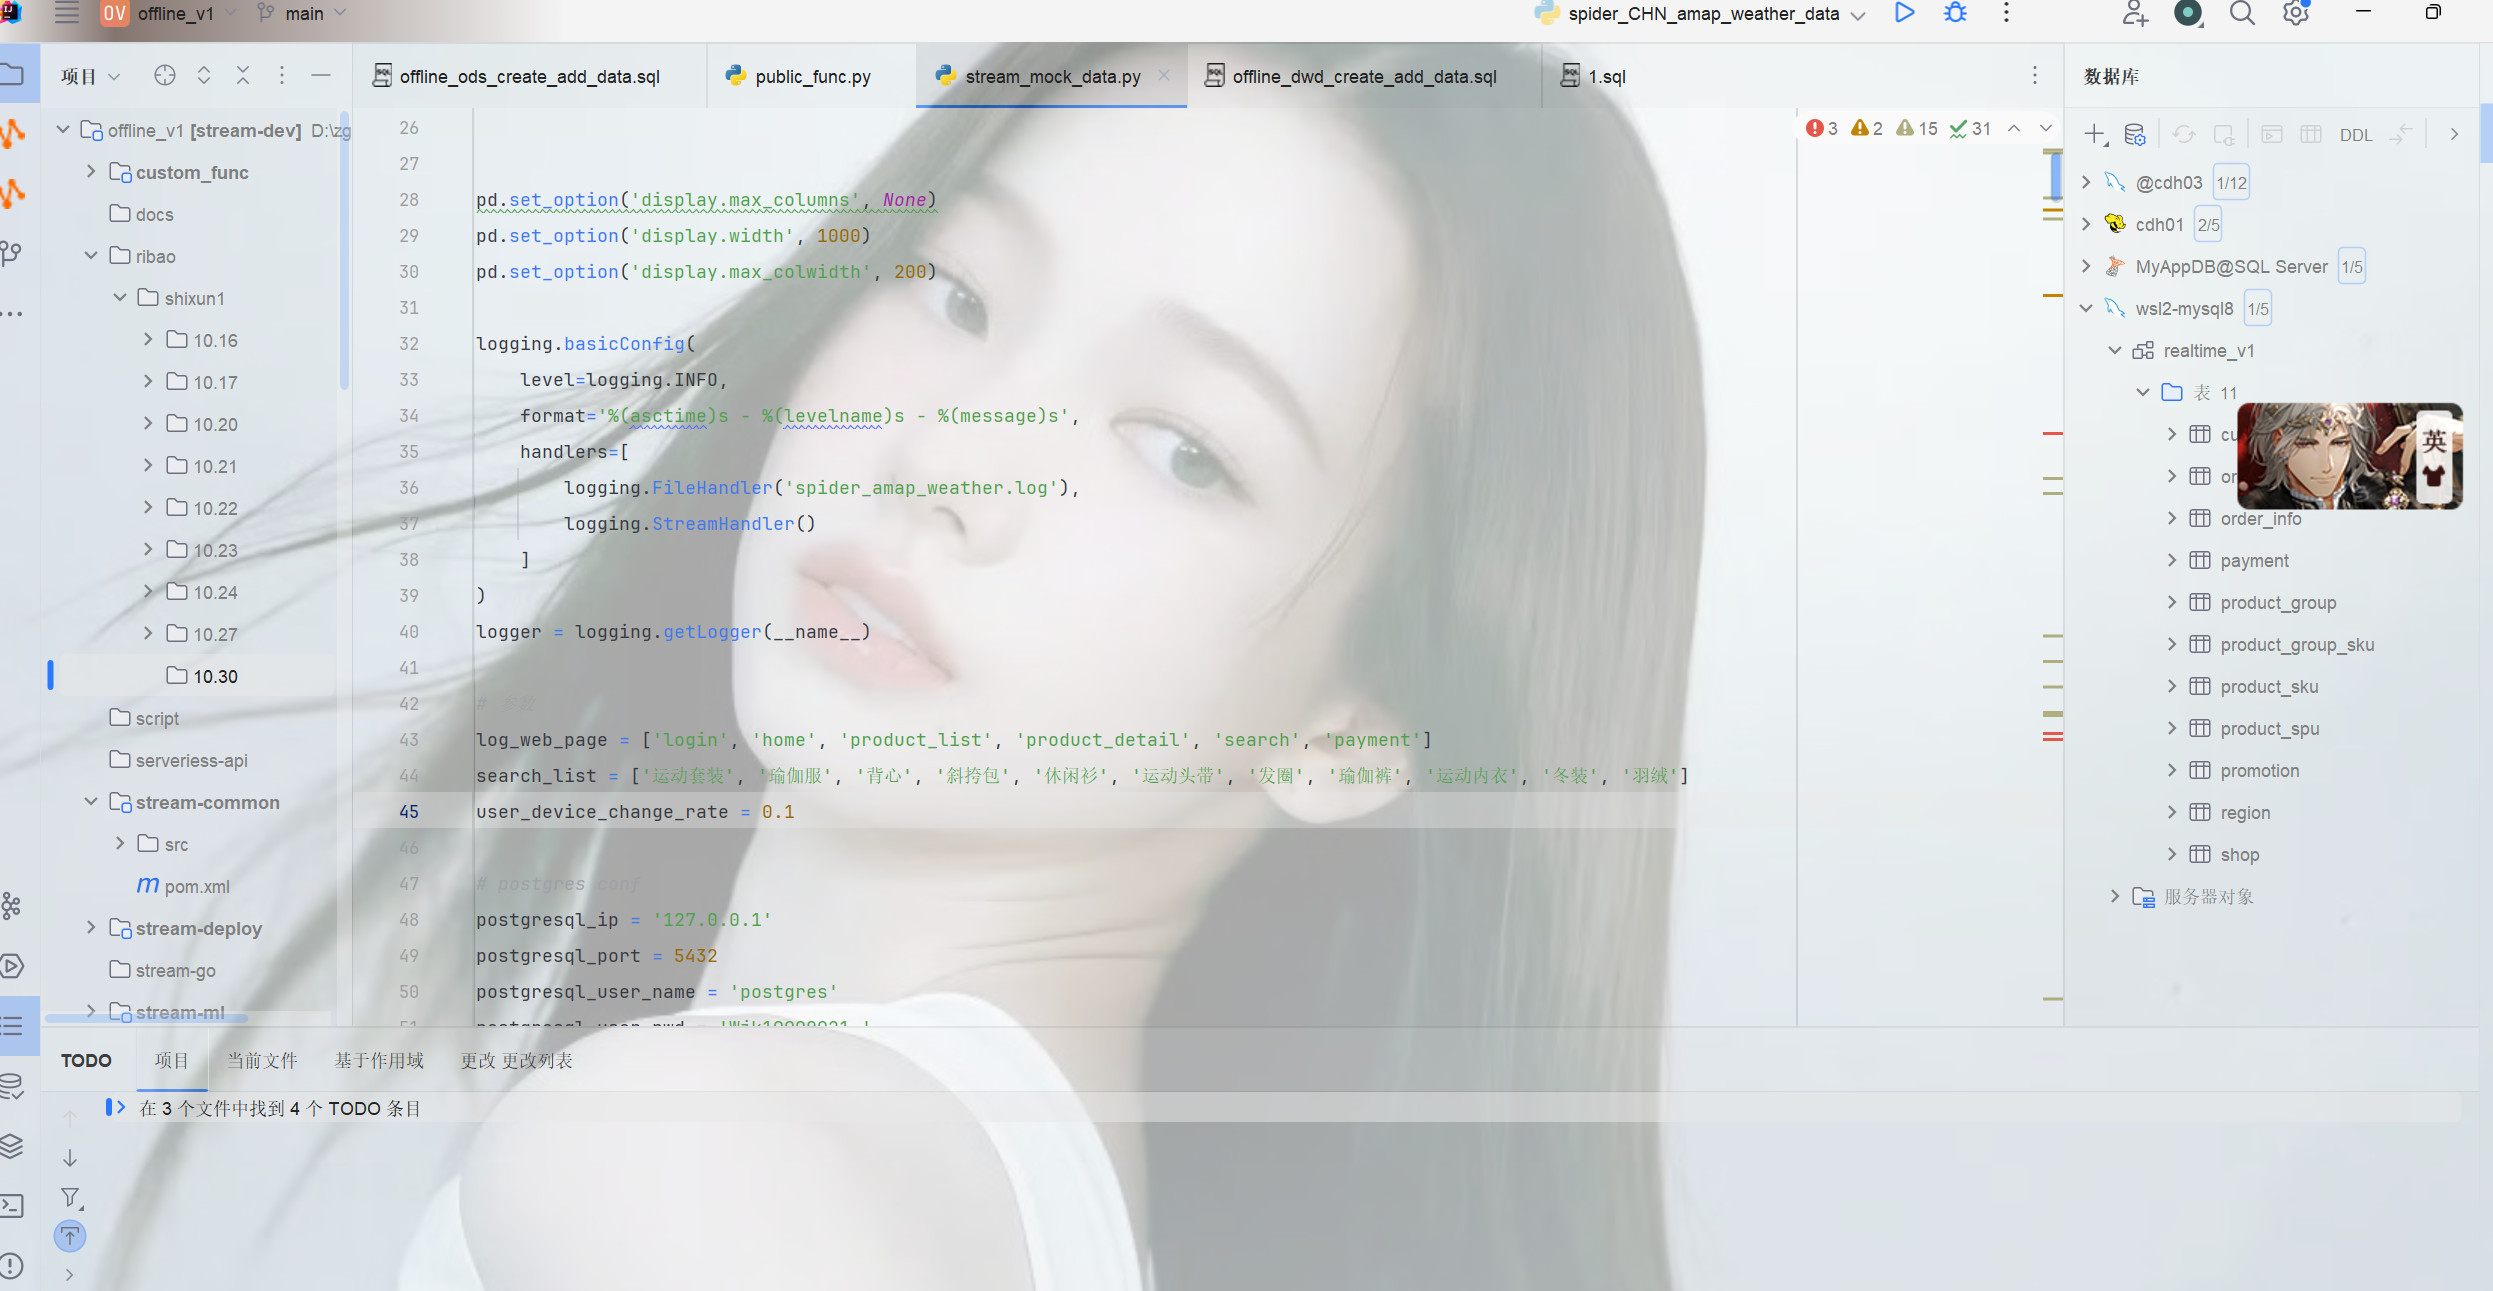 OV offline_v1 main spider_CHN_amap_weather_data
项目
offline_ods_create_add_data.sql public_func.py stream_mock_data.py offline_dwd_create_add_data.sql 1.sql
数据库
offline_v1 [stream-dev] D:\zg
custom_func
docs
ribao
shixun1
10.16
10.17
10.20
10.21
10.22
10.23
10.24
10.27
10.30
script
serveriess-api
stream-common
src
m pom.xml
stream-deploy
stream-go
stream-ml
3 2 15 31
26
27
28 pd.set_option('display.max_columns', None)
29 pd.set_option('display.width', 1000)
30 pd.set_option('display.max_colwidth', 200)
31
32 logging.basicConfig(
33 level=logging.INFO,
34 format='%(asctime)s - %(levelname)s - %(message)s',
35 handlers=[
36 logging.FileHandler('spider_amap_weather.log'),
37 logging.StreamHandler()
38 ]
39 )
40 logger = logging.getLogger(__name__)
41
42 # 参数
43 log_web_page = ['login', 'home', 'product_list', 'product_detail', 'search', 'payment']
44 search_list = ['运动套装', '瑜伽服', '背心', '斜挎包', '休闲衫', '运动头带', '发圈', '瑜伽裤', '运动内衣', '冬装', '羽绒']
45 user_device_change_rate = 0.1
46
47 # postgres conf
48 postgresql_ip = '127.0.0.1'
49 postgresql_port = 5432
50 postgresql_user_name = 'postgres'
DDL
@cdh03 1/12
cdh01 2/5
MyAppDB@SQL Server 1/5
wsl2-mysql8 1/5
realtime_v1
表 11
cu
or
英
order_info
payment
product_group
product_group_sku
product_sku
product_spu
promotion
region
shop
服务器对象
TODO 项目 当前文件 基于作用域 更改 更改列表
在 3 个文件中找到 4 个 TODO 条目